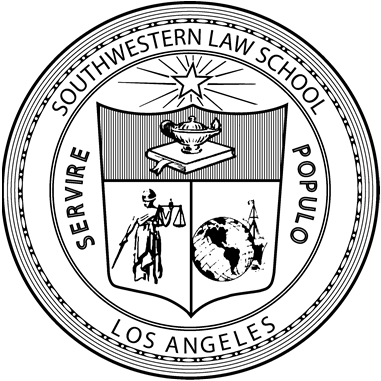 SOUTHWESTERN LAW SCHOOL
SERVIRE
POPULO
LOS ANGELES